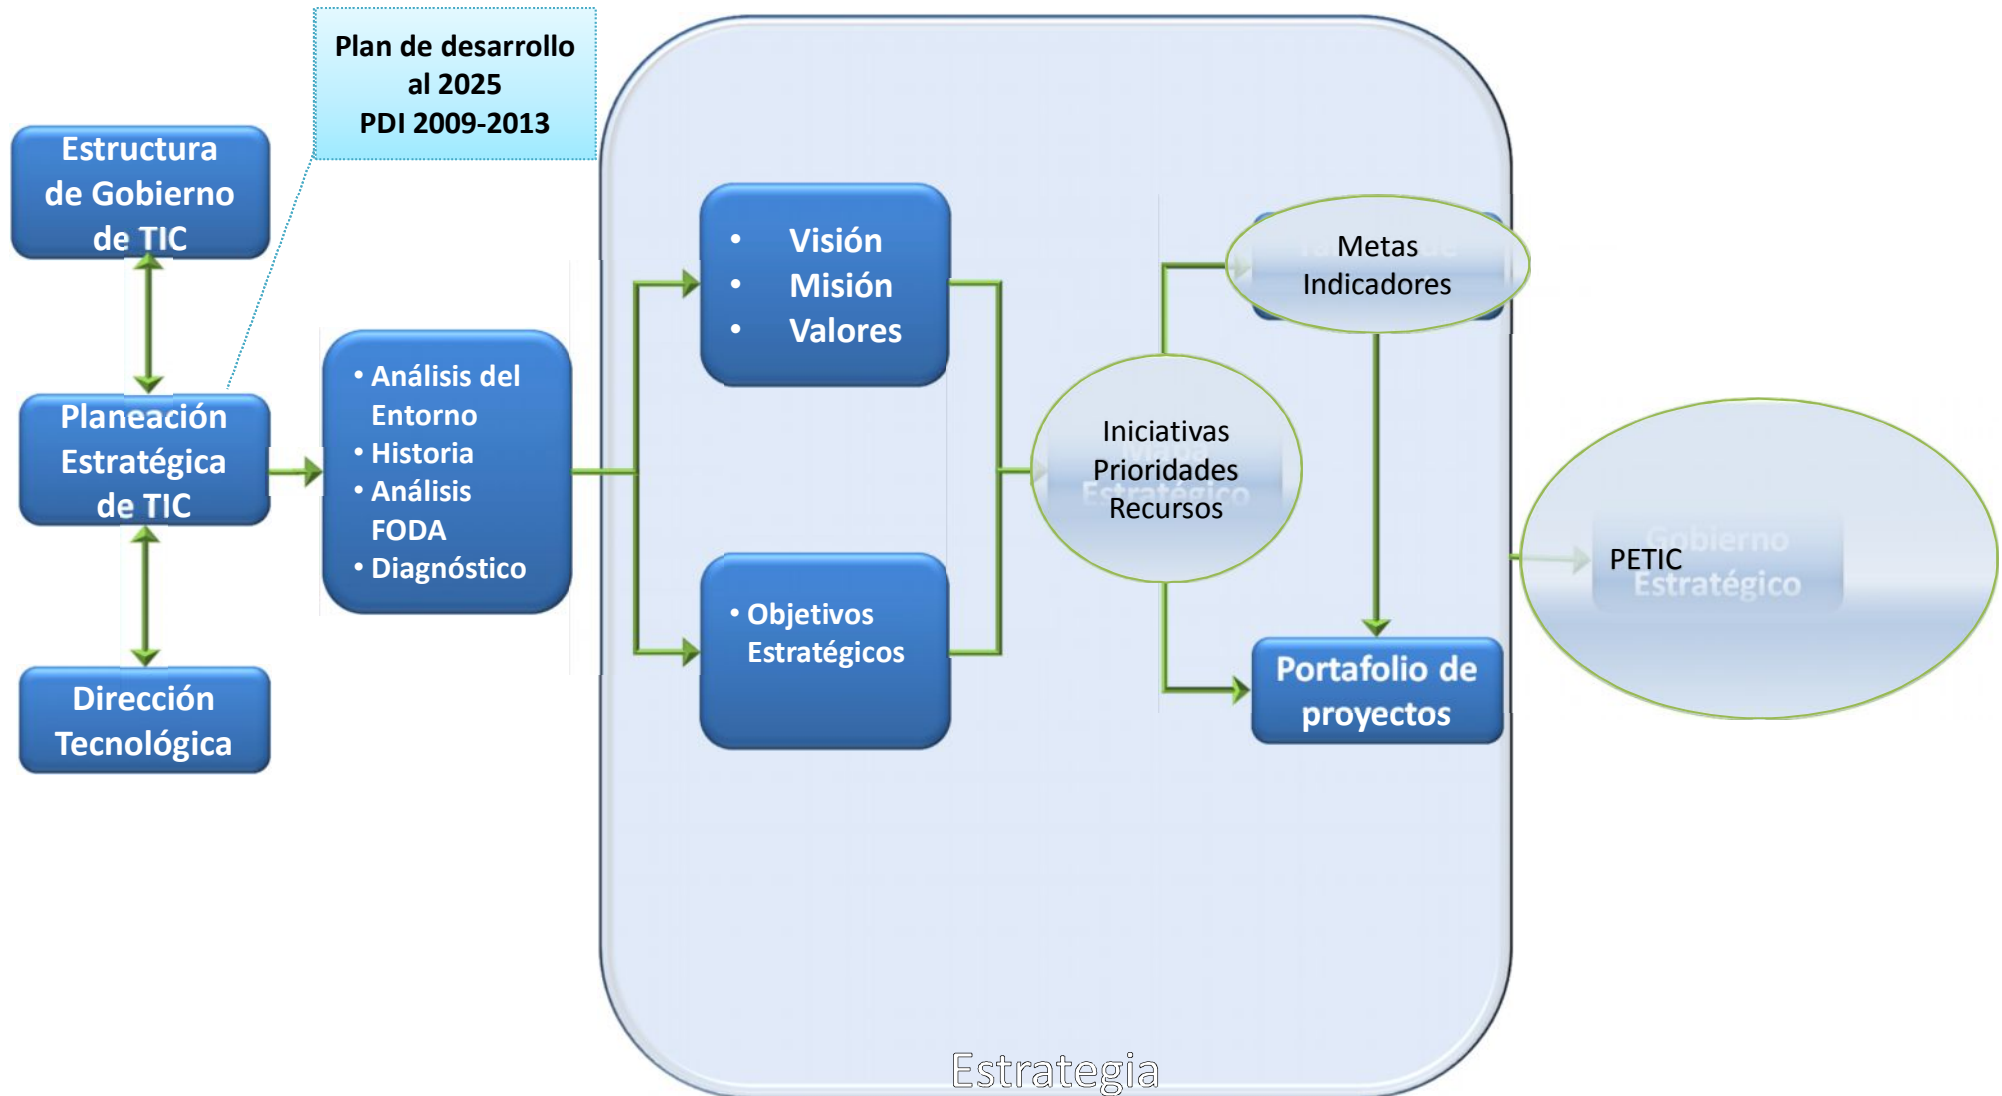 Plan de desarrollo
al 2025
PDI 2009-2013
Estructura
de Gobierno
de TIC
Planeación
Estratégica
de TIC
Dirección
Tecnológica
• Análisis del
Entorno
• Historia
• Análisis
FODA
• Diagnóstico
• Visión
• Misión
• Valores
• Objetivos
Estratégicos
Iniciativas
Prioridades
Recursos
Mapa
Estratégico
Metas
Indicadores
Portafolio de
proyectos
PETIC
Gobierno
Estratégico
Estrategia